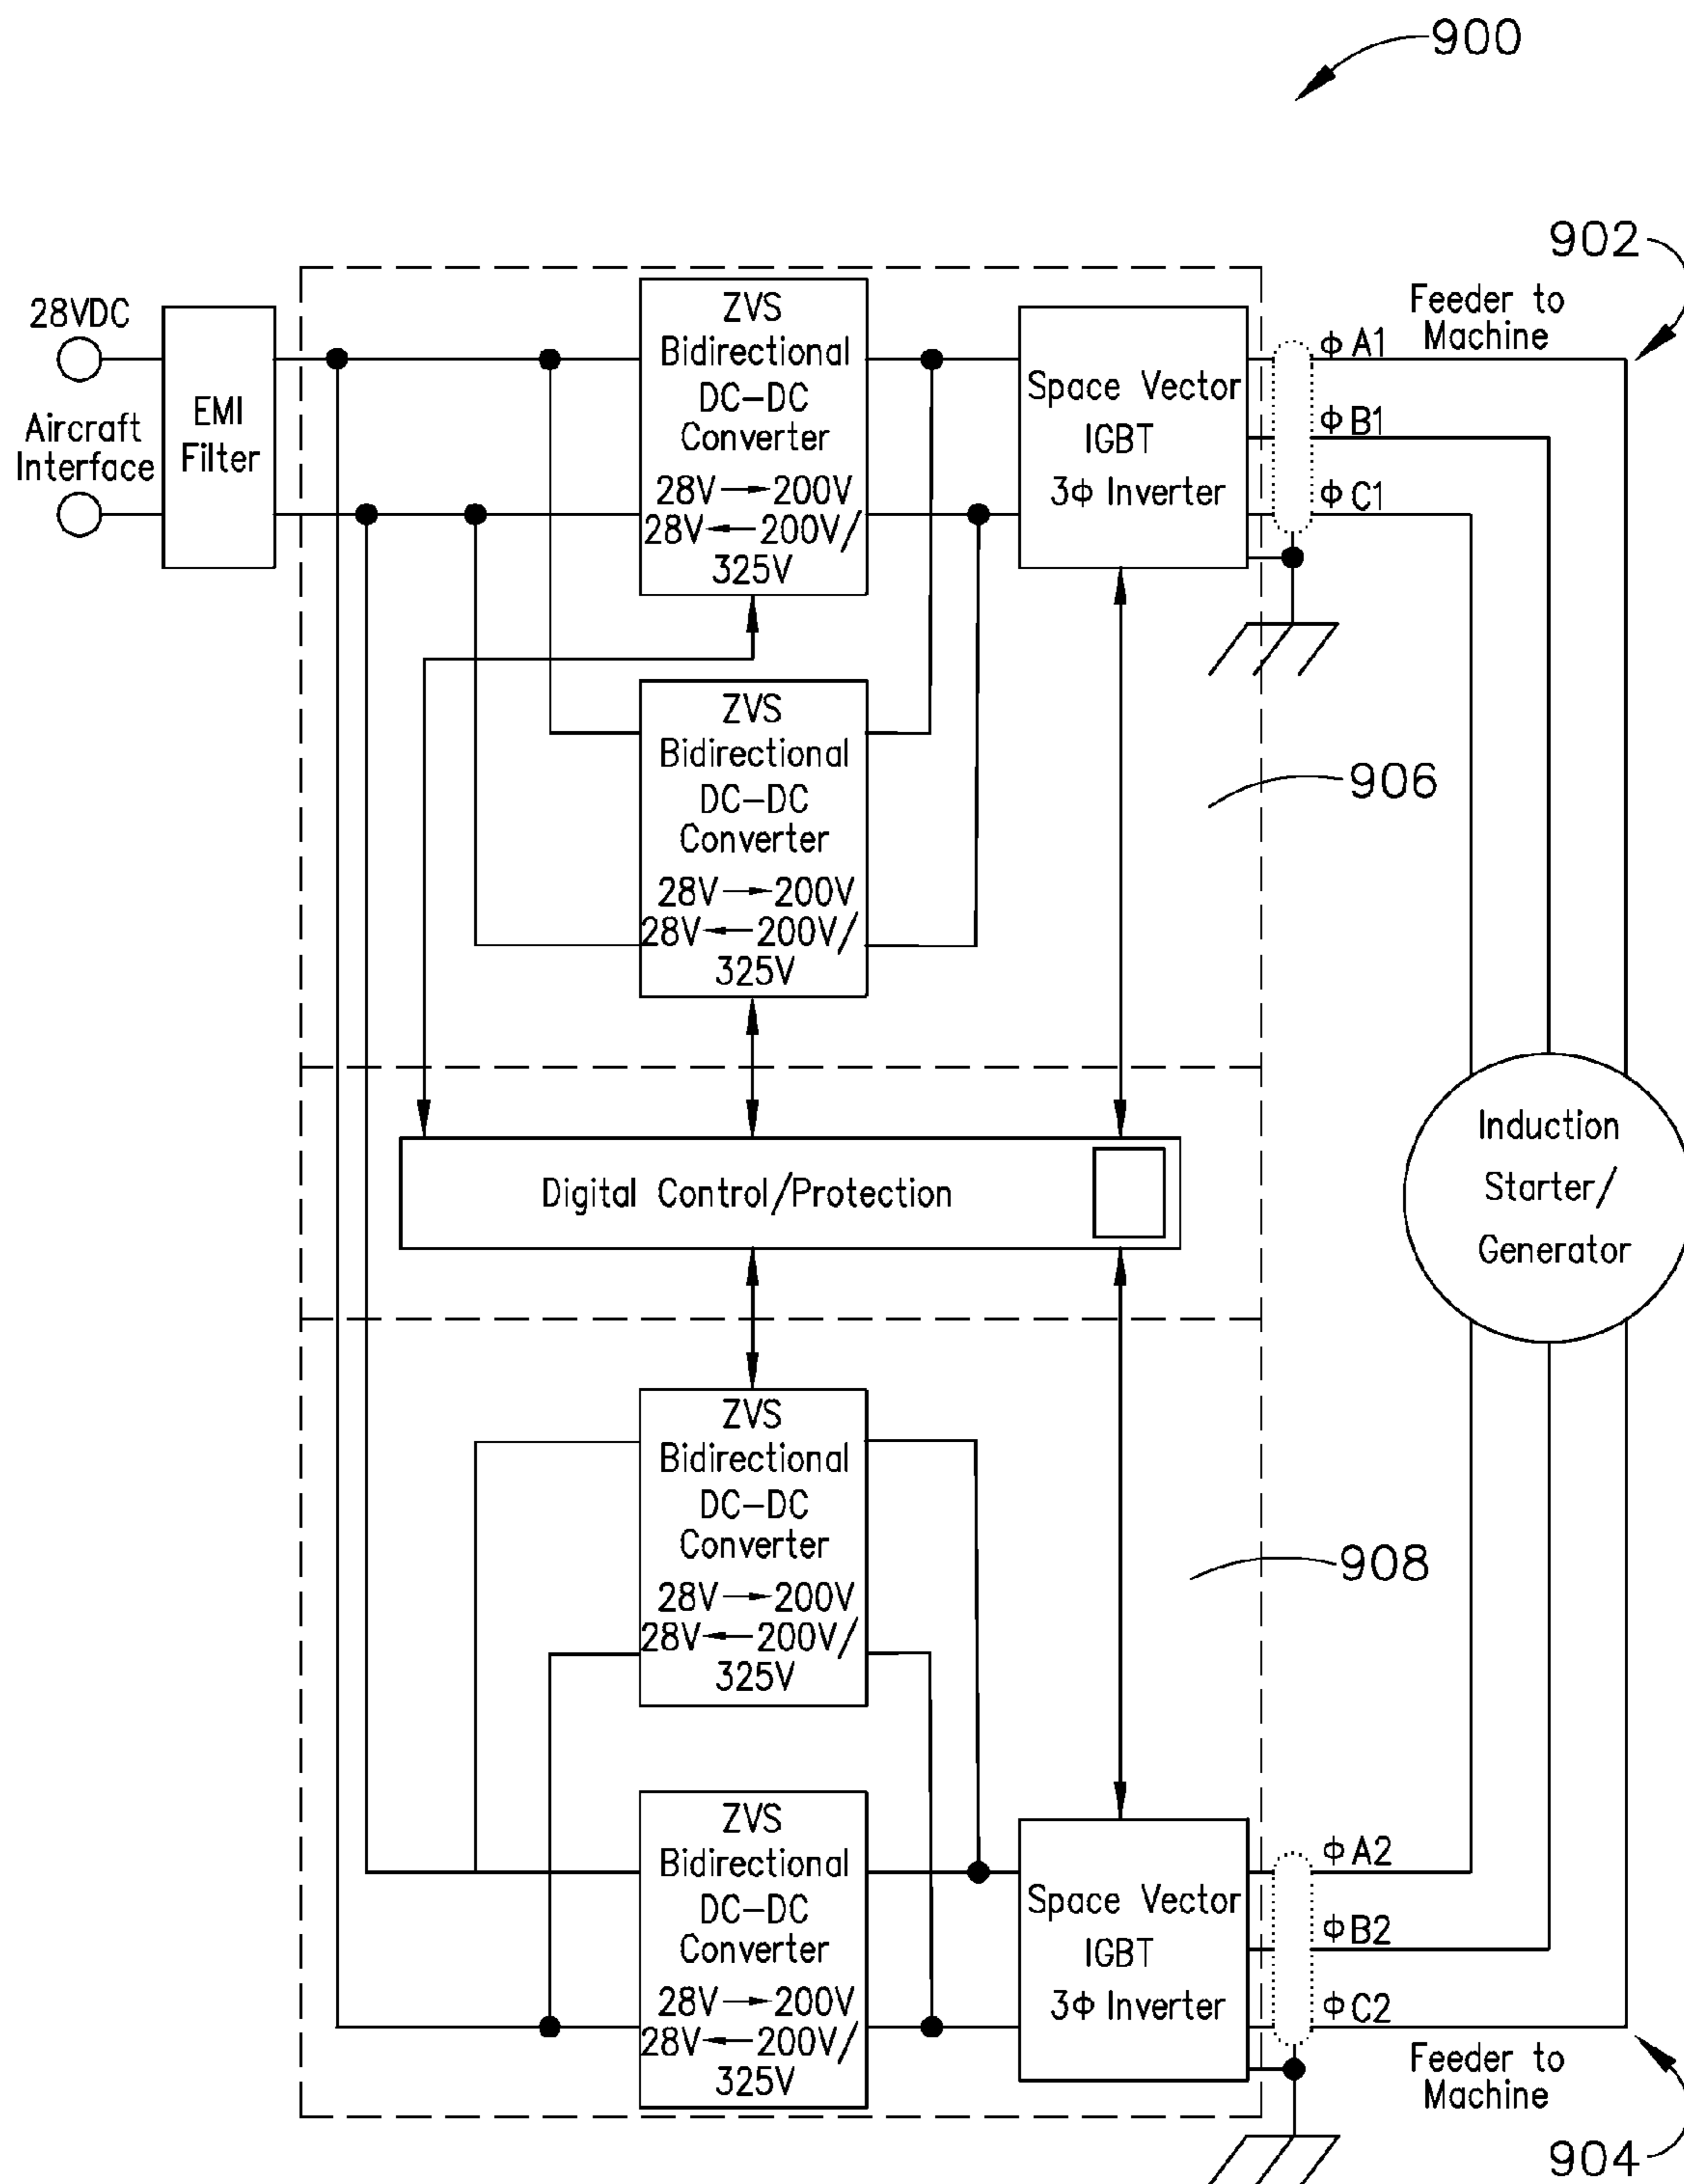 900
902
28VDC
Aircraft
Interface
EMI
Filter
ZVS
Bidirectional
DC-DC
Converter
28V→200V
28V←200V/
325V
Space Vector
IGBT
3Φ Inverter
Feeder to
Machine
ΦA1
ΦB1
ΦC1
ZVS
Bidirectional
DC-DC
Converter
28V→200V
28V←200V/
325V
906
Digital Control/Protection
Induction
Starter/
Generator
ZVS
Bidirectional
DC-DC
Converter
28V→200V
28V←200V/
325V
908
ZVS
Bidirectional
DC-DC
Converter
28V→200V
28V←200V/
325V
Space Vector
IGBT
3Φ Inverter
ΦA2
ΦB2
ΦC2
Feeder to
Machine
904